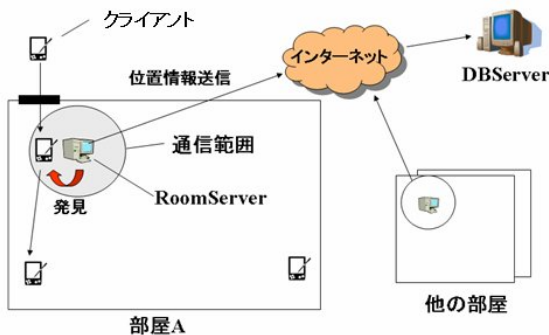 クライアント
インターネット
DBServer
位置情報送信
通信範囲
RoomServer
発見
部屋A
他の部屋